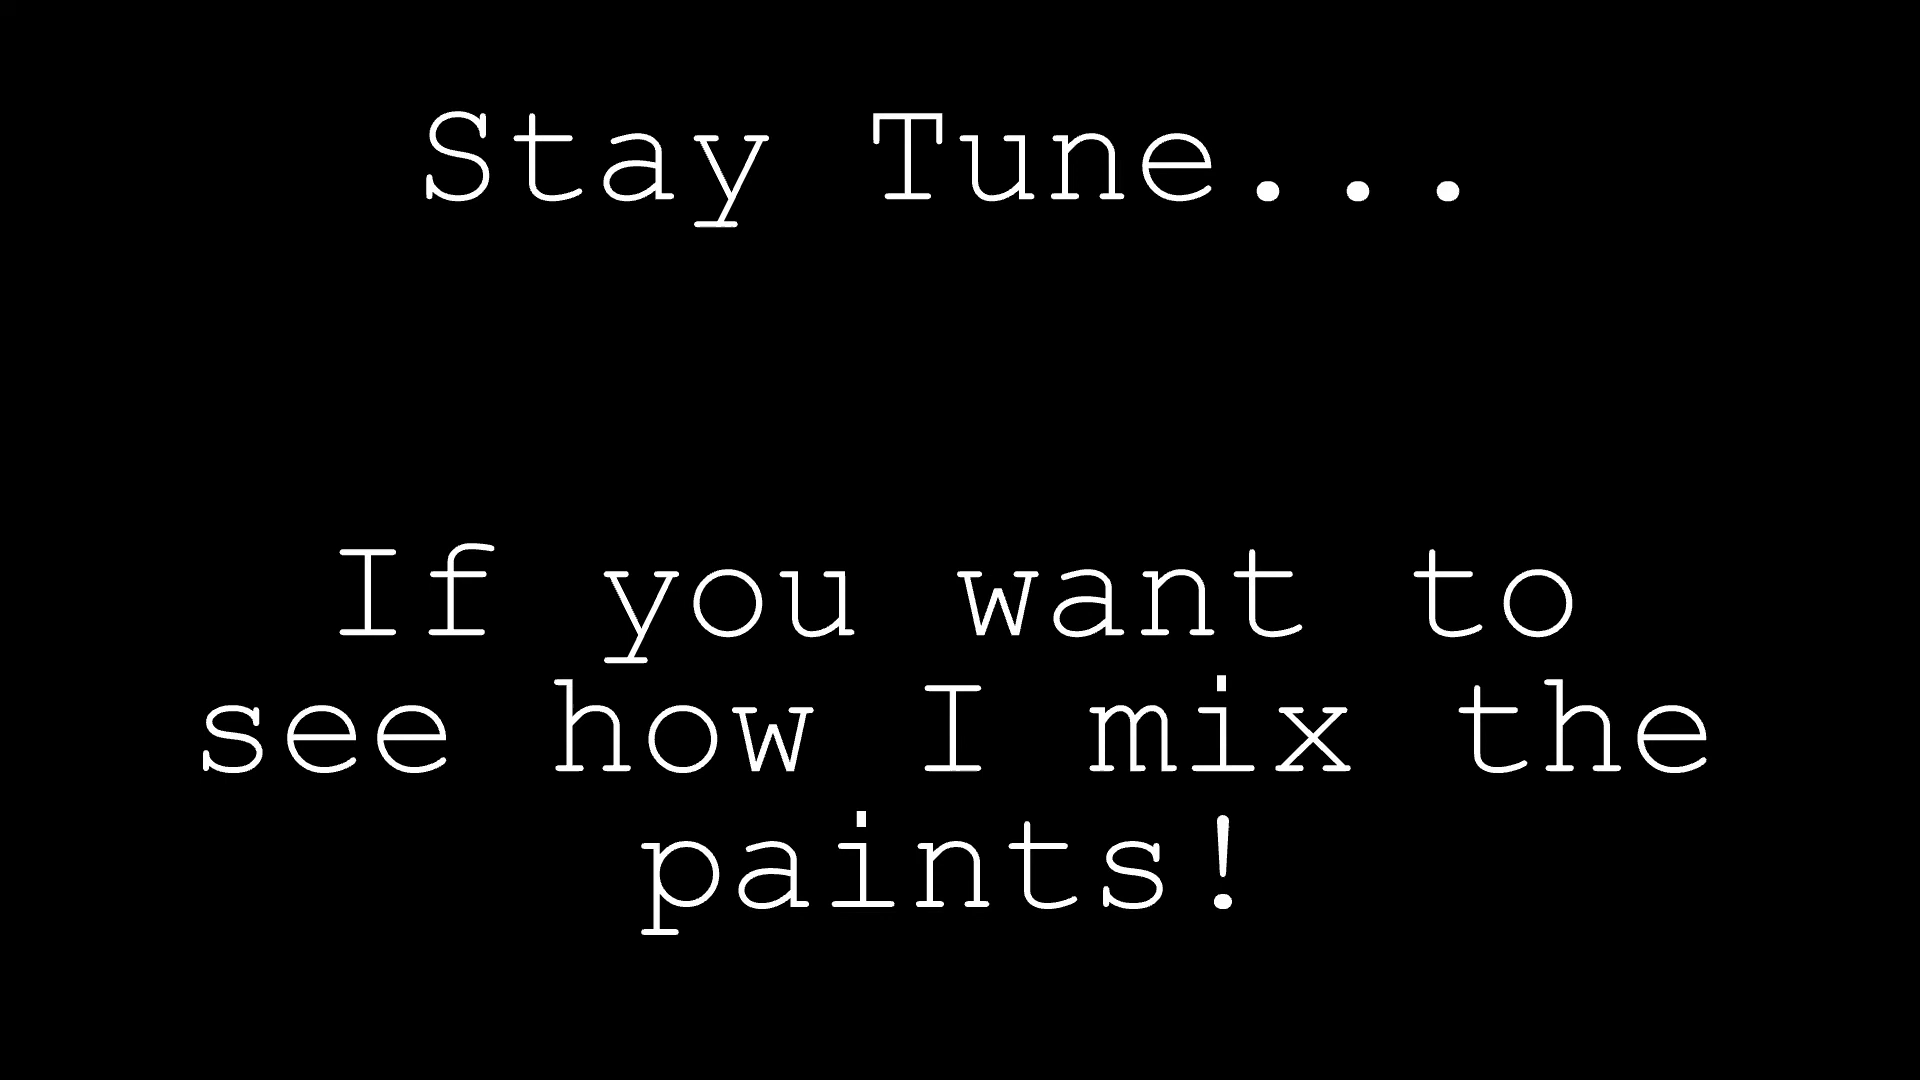 Stay Tune...
If you want to
see how I mix the
paints!